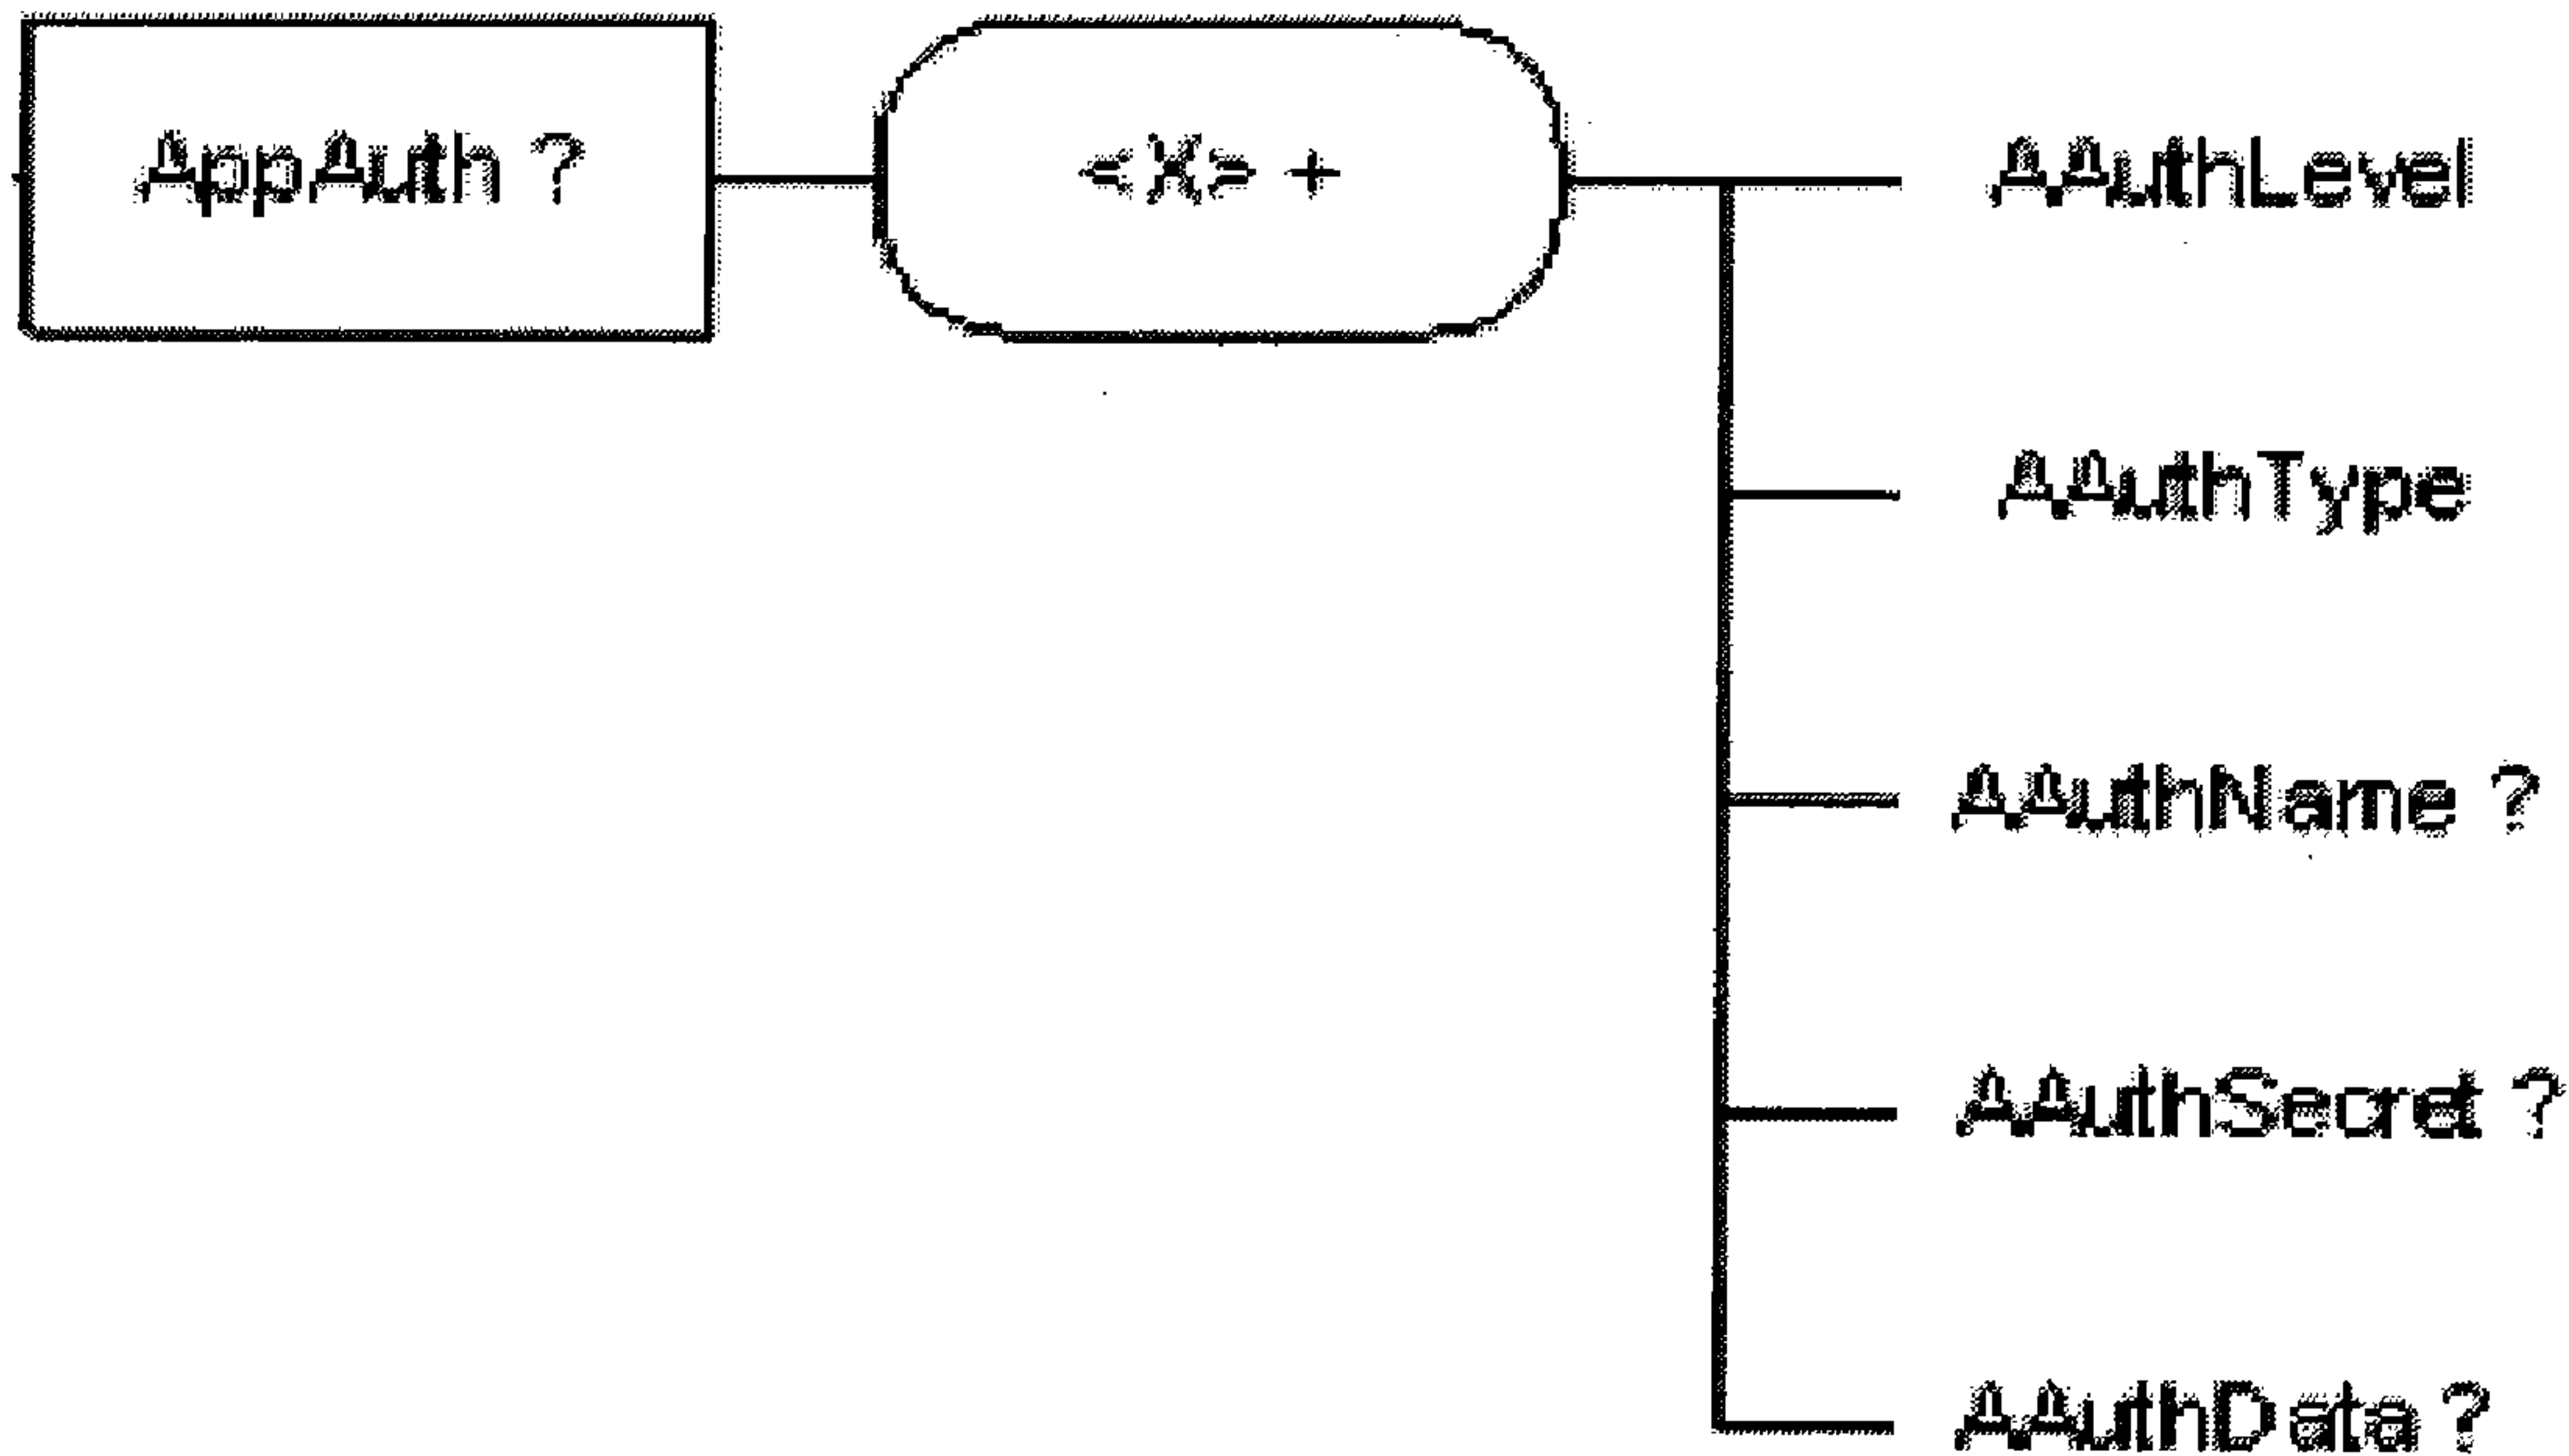 AppAuth ?
<X> +
AAuthLevel
AAuthType
AAuthName ?
AAuthSecret ?
AAuthData ?